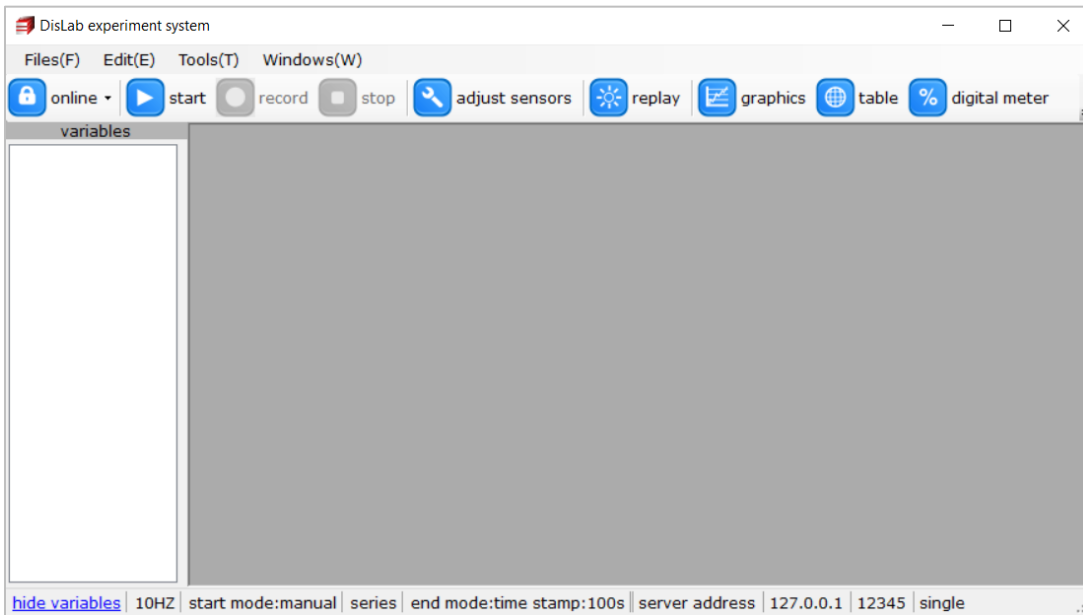 DisLab experiment system
Files(F) Edit(E) Tools(T) Windows(W)
online start record stop adjust sensors replay graphics table % digital meter
variables
hide variables 10HZ start mode:manual series end mode:time stamp:100s server address 127.0.0.1 12345 single